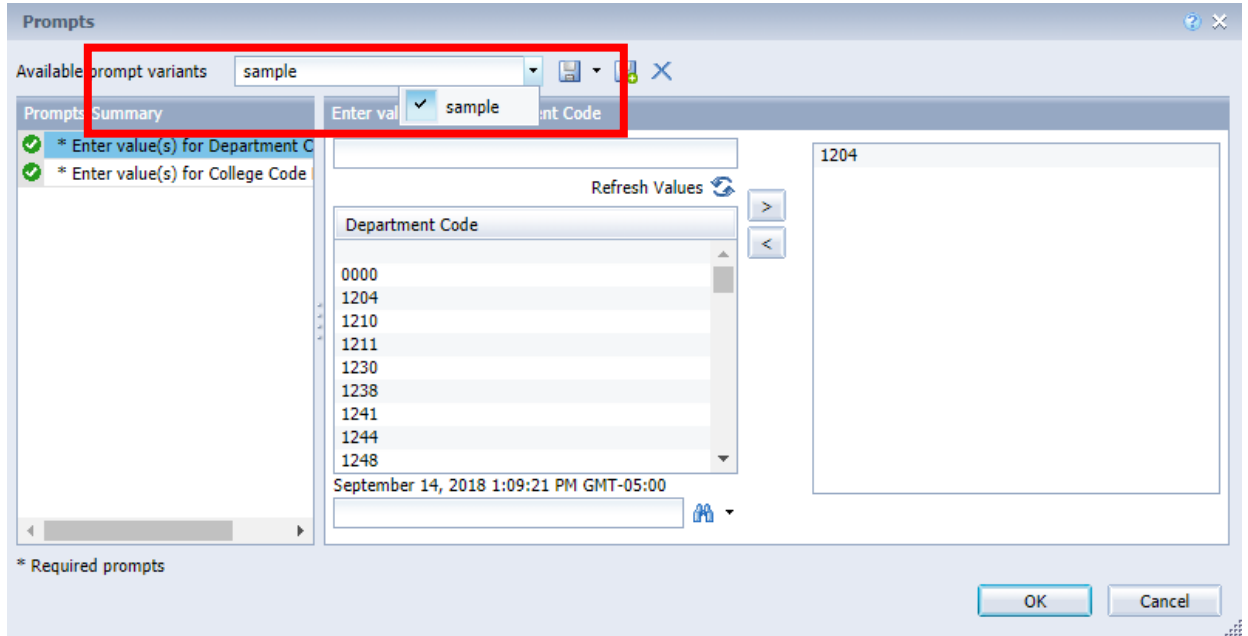 Prompts
Available prompt variants sample
sample
Prompts Summary
Enter val nt Code
* Enter value(s) for Department C
* Enter value(s) for College Code
Refresh Values
>
<
Department Code
0000
1204
1210
1211
1230
1238
1241
1244
1248
September 14, 2018 1:09:21 PM GMT-05:00
1204
* Required prompts
OK Cancel